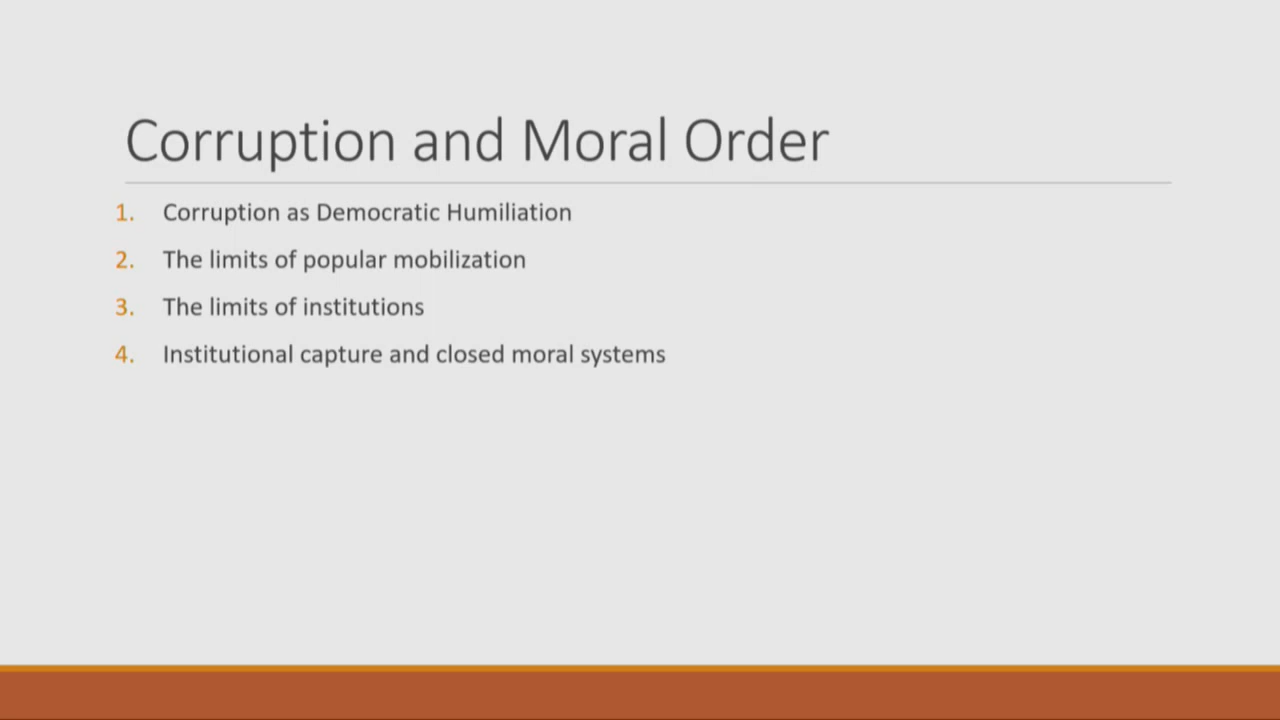 Corruption and Moral Order
1. Corruption as Democratic Humiliation
2. The limits of popular mobilization
3. The limits of institutions
4. Institutional capture and closed moral systems